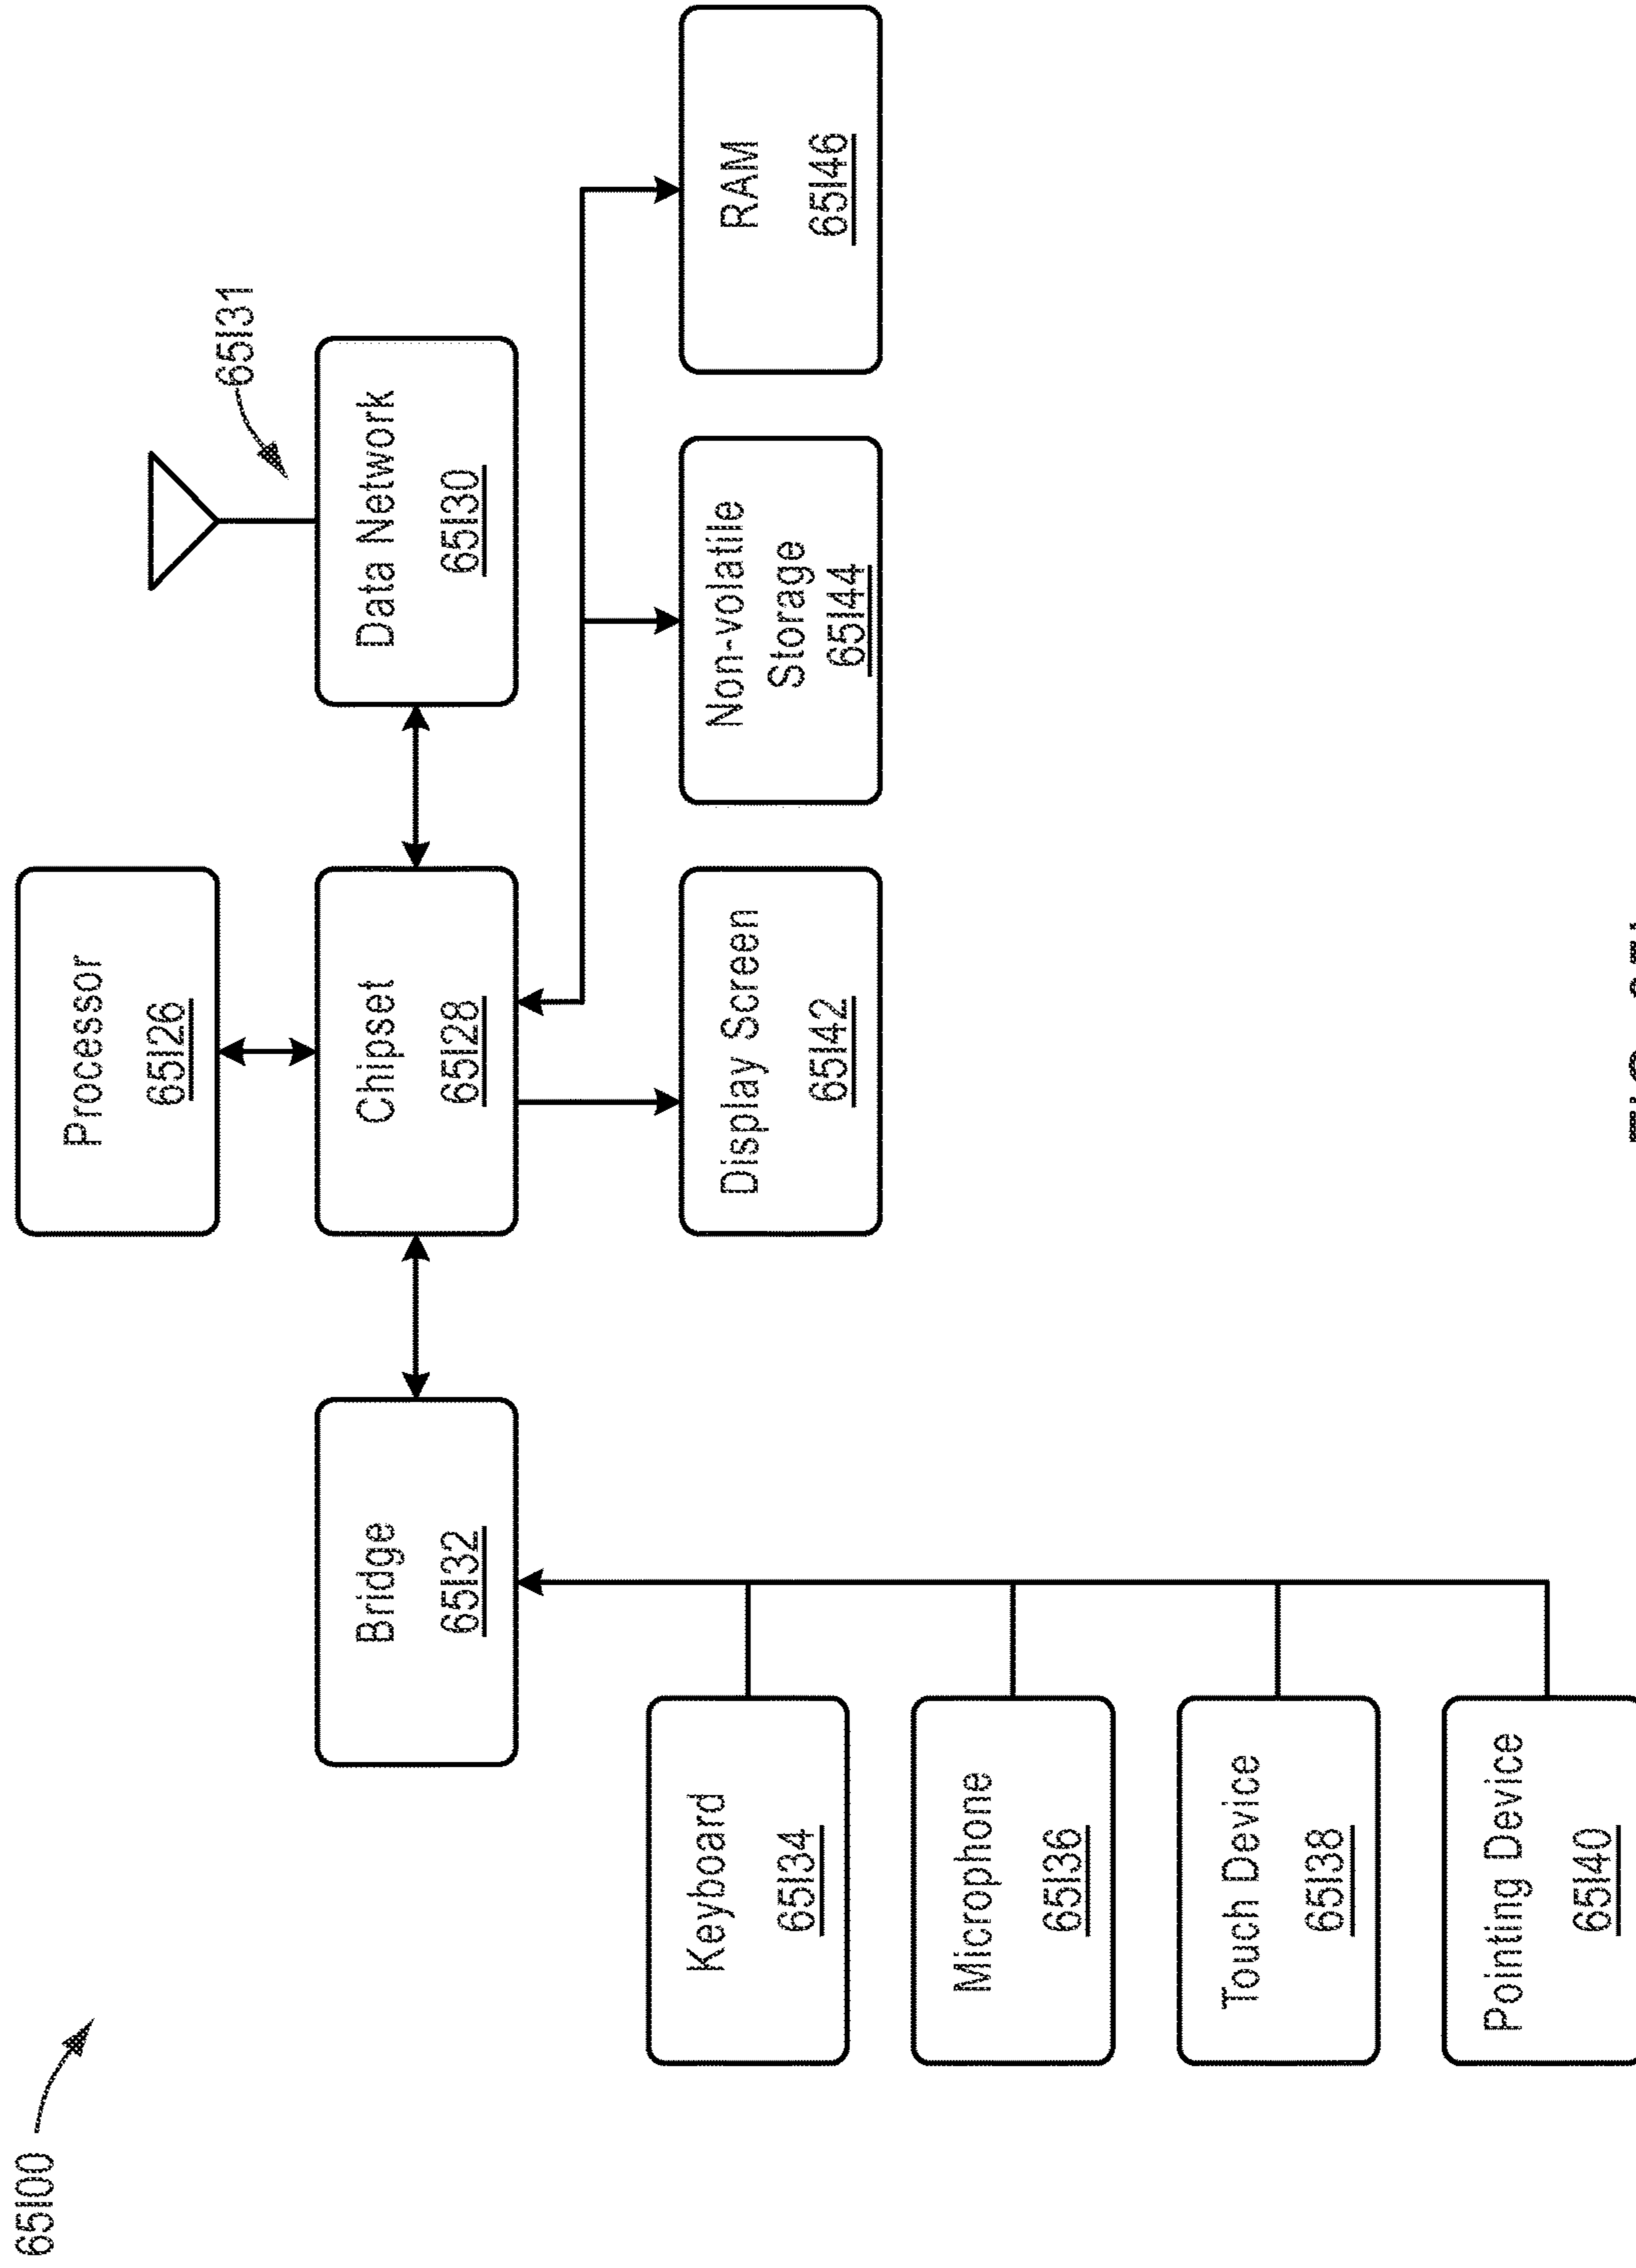 65I00
Processor
65I26
65I31
Bridge
65I32
Chipset
65I28
Data Network
65I30
Keyboard
65I34
Display Screen
65I42
Non-volatile
Storage
65I44
RAM
65I46
Microphone
65I36
Touch Device
65I38
Pointing Device
65I40